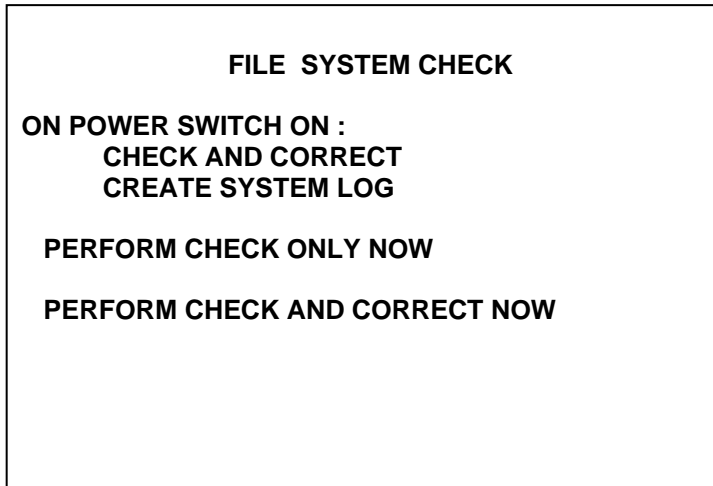 FILE SYSTEM CHECK
ON POWER SWITCH ON :
CHECK AND CORRECT
CREATE SYSTEM LOG
PERFORM CHECK ONLY NOW
PERFORM CHECK AND CORRECT NOW